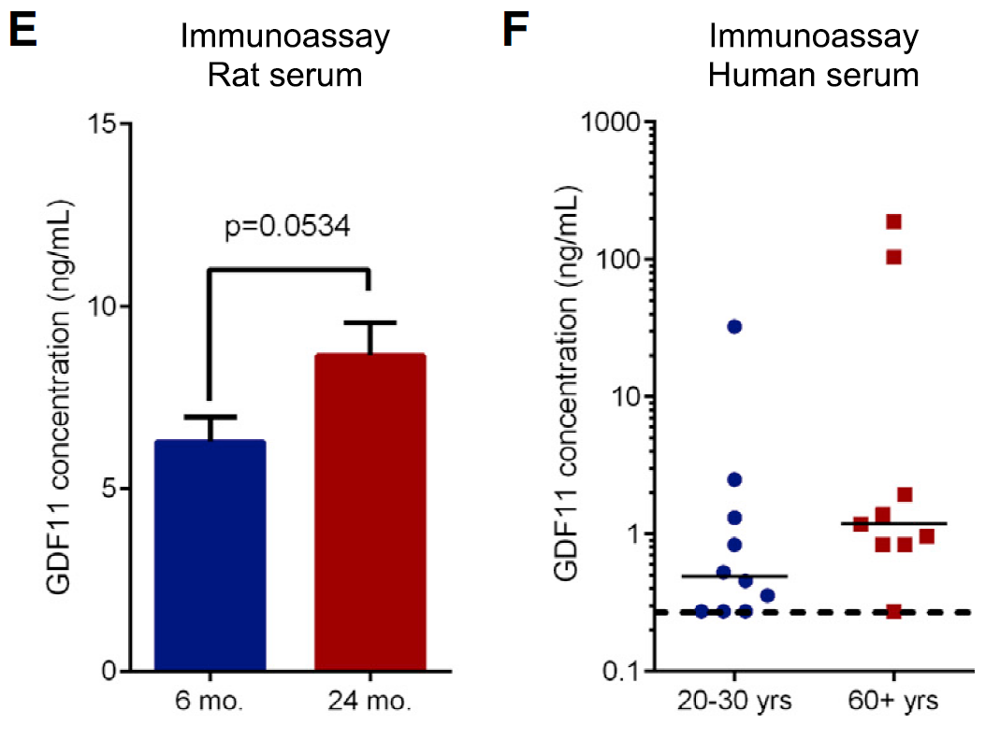 E
Immunoassay
Rat serum
GDF11 concentration (ng/mL)
15
10
5
0
p=0.0534
6 mo.
24 mo.
F
Immunoassay
Human serum
GDF11 concentration (ng/mL)
1000
100
10
1
0.1
20-30 yrs
60+ yrs